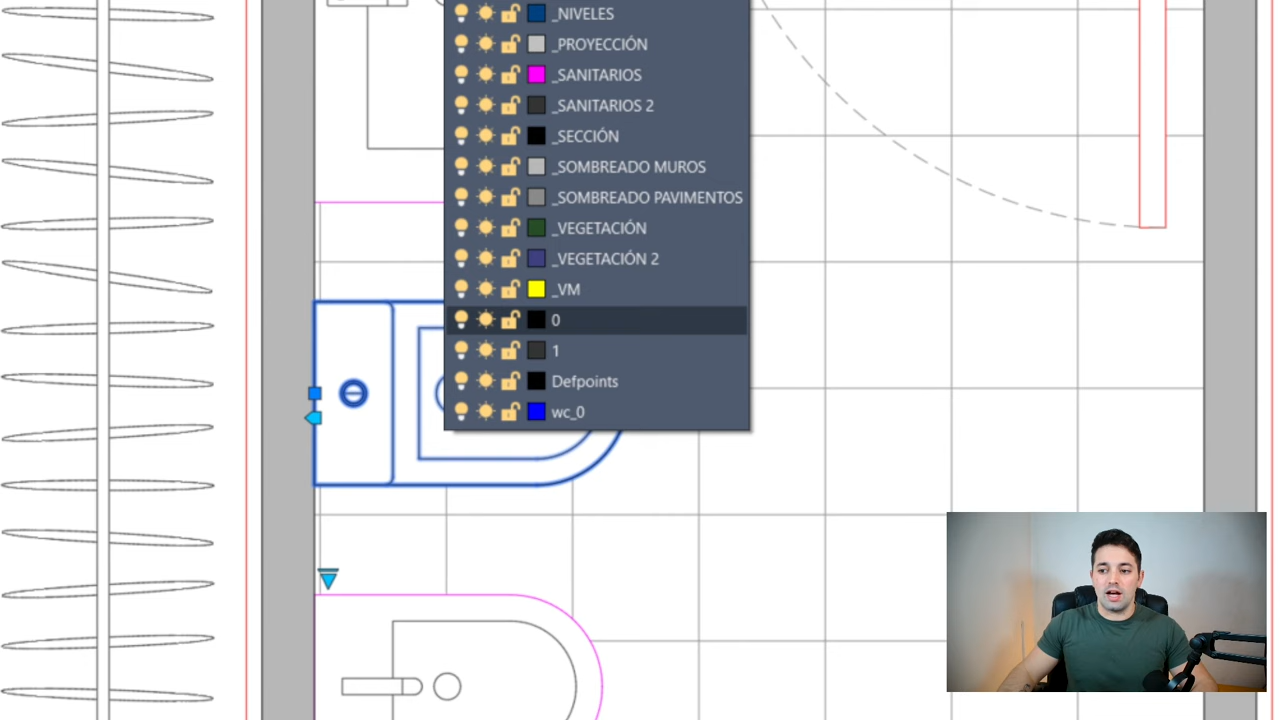 _NIVELES
_PROYECCIÓN
_SANITARIOS
_SANITARIOS 2
_SECCIÓN
_SOMBREADO MUROS
_SOMBREADO PAVIMENTOS
_VEGETACIÓN
_VEGETACIÓN 2
_VM
0
1
Defpoints
wc_0